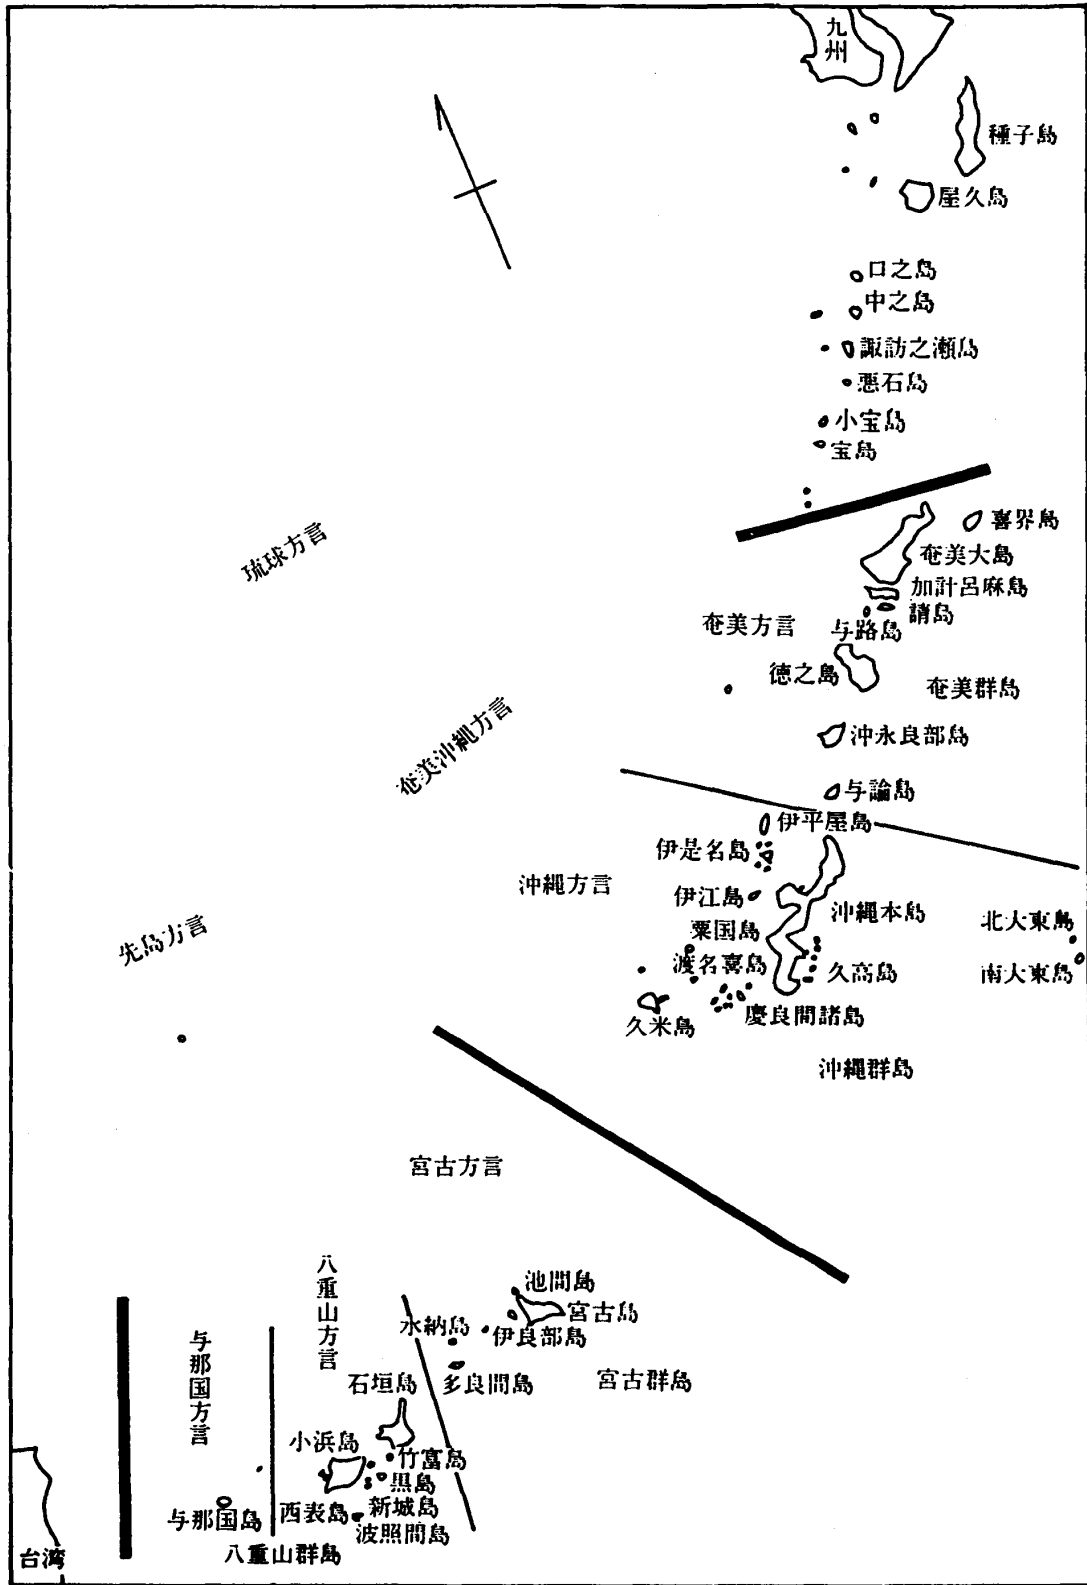 九州
種子島
屋久島
口之島
中之島
諏訪之瀬島
悪石島
小宝島
宝島
琉球方言
喜界島
奄美大島
加計呂麻島
請島
奄美方言
与路島
徳之島
奄美群島
奄美沖縄方言
沖永良部島
与論島
伊平屋島
伊是名島
沖縄方言
伊江島
沖縄本島
北大東島
粟国島
先島方言
渡名喜島
久高島
南大東島
久米島
慶良間諸島
沖縄群島
宮古方言
八重山方言
池間島
宮古島
水納島
伊良部島
与那国方言
石垣島
多良間島
宮古群島
小浜島
竹富島
黒島
与那国島
西表島
新城島
波照間島
八重山群島
台湾